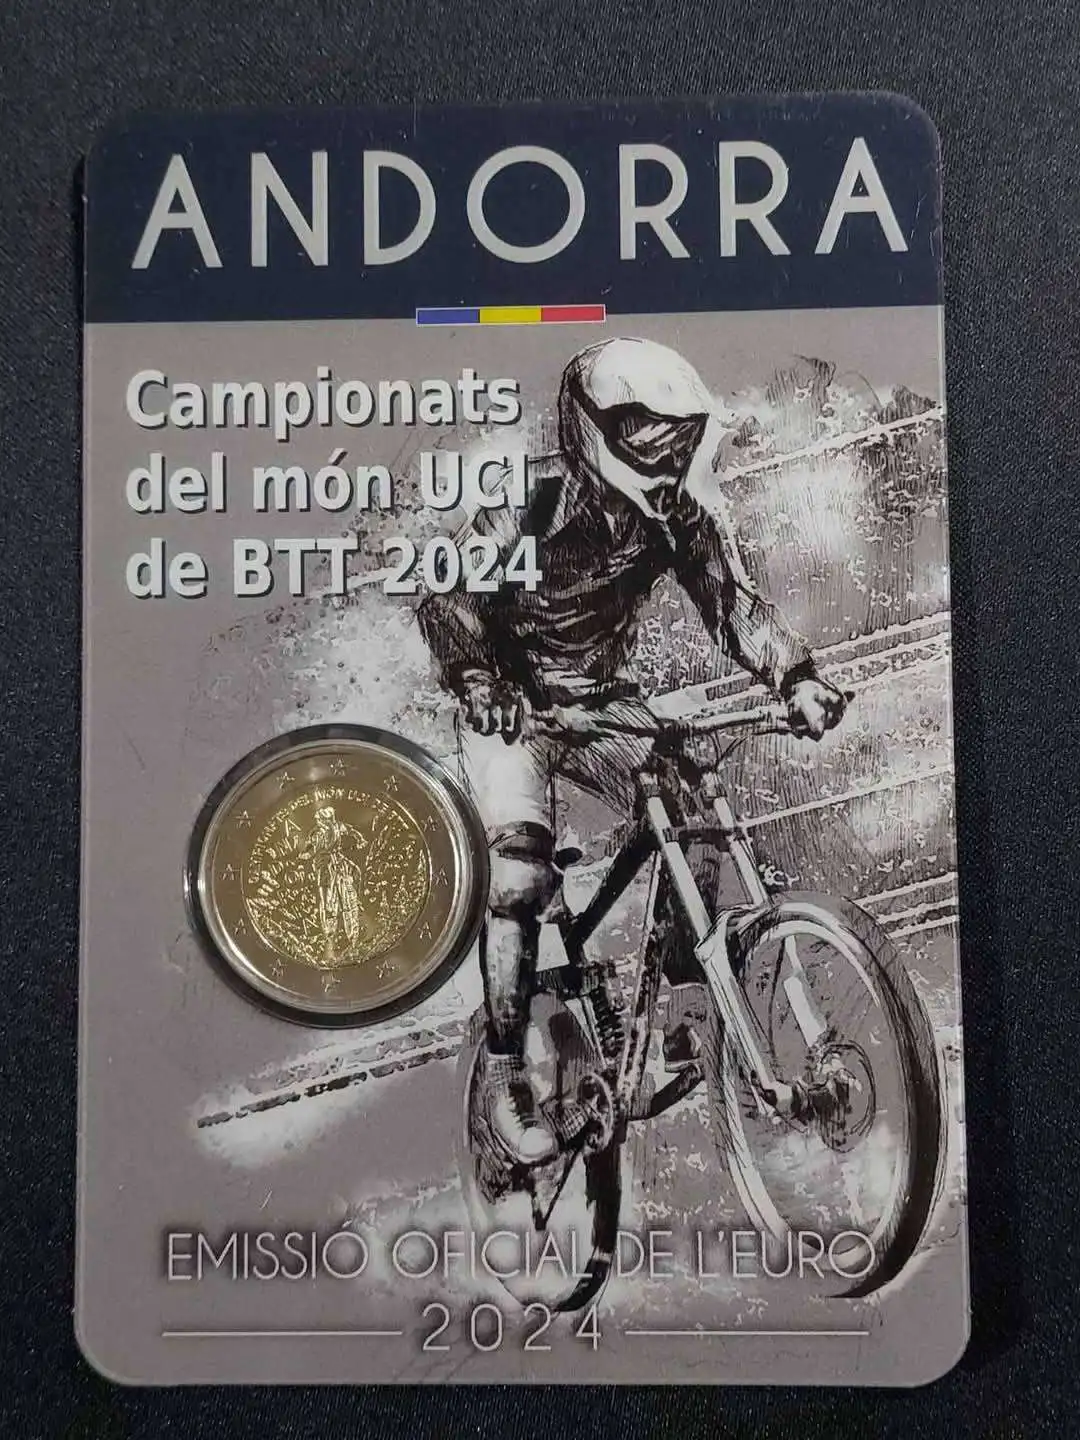 ANDORRA
Campionats
del món UCI
de BTT 2024
EMISSIÓ OFICIAL DE L'EURO
2024